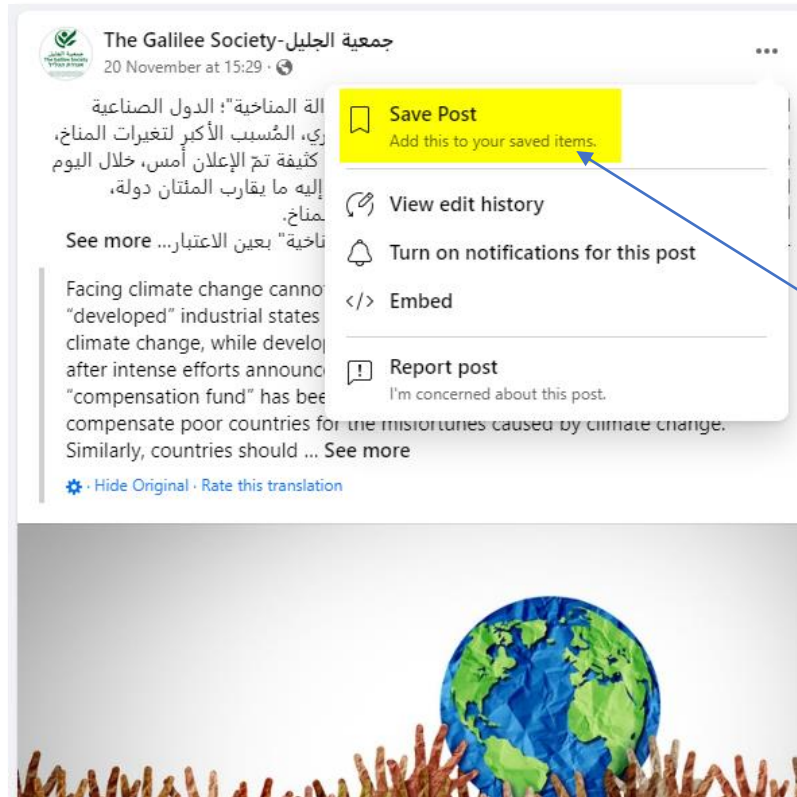 The Galilee Society-جمعية الجليل
20 November at 15:29
الة المناخية"؛ الدول الصناعية
ري، المُسبب الأكبر لتغيرات المناخ،
كثيفة تمّ الإعلان أمس، خلال اليوم
إليه ما يقارب المئتان دولة،
مناخ.
ناخية" بعين الاعتبار... See more
Save Post
Add this to your saved items.
View edit history
Turn on notifications for this post
</> Embed
Report post
I'm concerned about this post.
Facing climate change canno
"developed" industrial states
climate change, while develo
after intense efforts announc
"compensation fund" has bee
compensate poor countries for the misfortunes caused by climate change.
Similarly, countries should ... See more
· Hide Original · Rate this translation